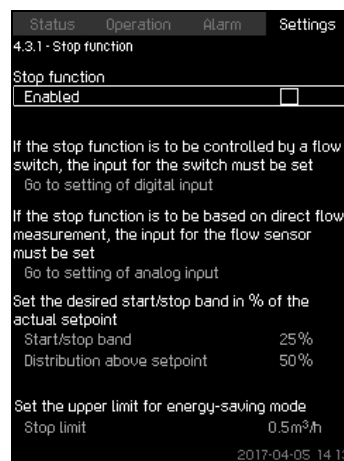 Status Operation Alarm Settings
4.3.1 - Stop function
Stop function
Enabled
If the stop function is to be controlled by a flow
switch, the input for the switch must be set
Go to setting of digital input
If the stop function is to be based on direct flow
measurement, the input for the flow sensor
must be set
Go to setting of analog input
Set the desired start/stop band in % of the
actual setpoint
Start/stop band 25%
Distribution above setpoint 50%
Set the upper limit for energy-saving mode
Stop limit 0.5m³/h
2017-04-05 14